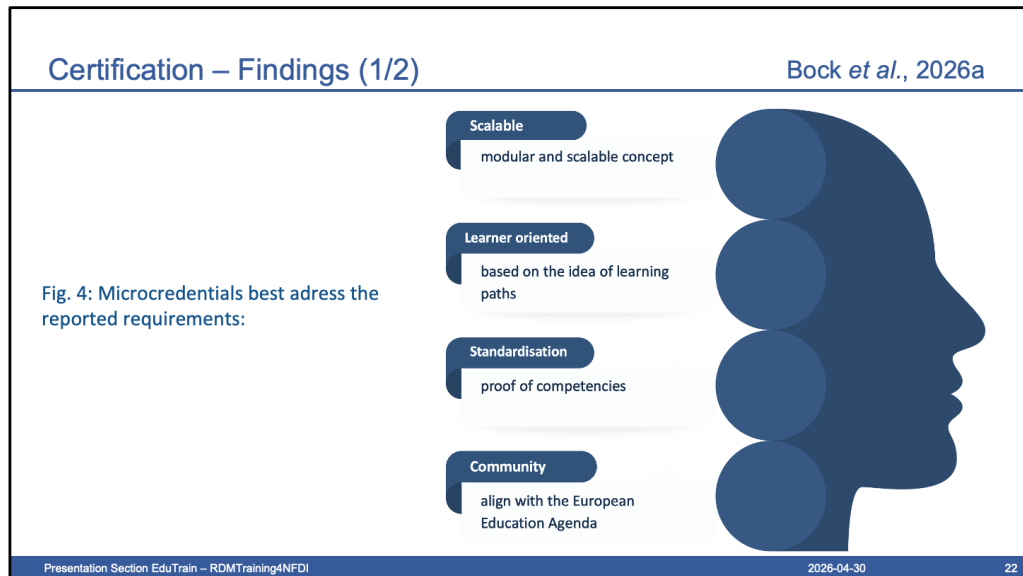 Certification – Findings (1/2)
Bock et al., 2026a
Fig. 4: Microcredentials best adress the
reported requirements:
Scalable
modular and scalable concept
Learner oriented
based on the idea of learning
paths
Standardisation
proof of competencies
Community
align with the European
Education Agenda
Presentation Section EduTrain – RDMTraining4NFDI
2026-04-30
22